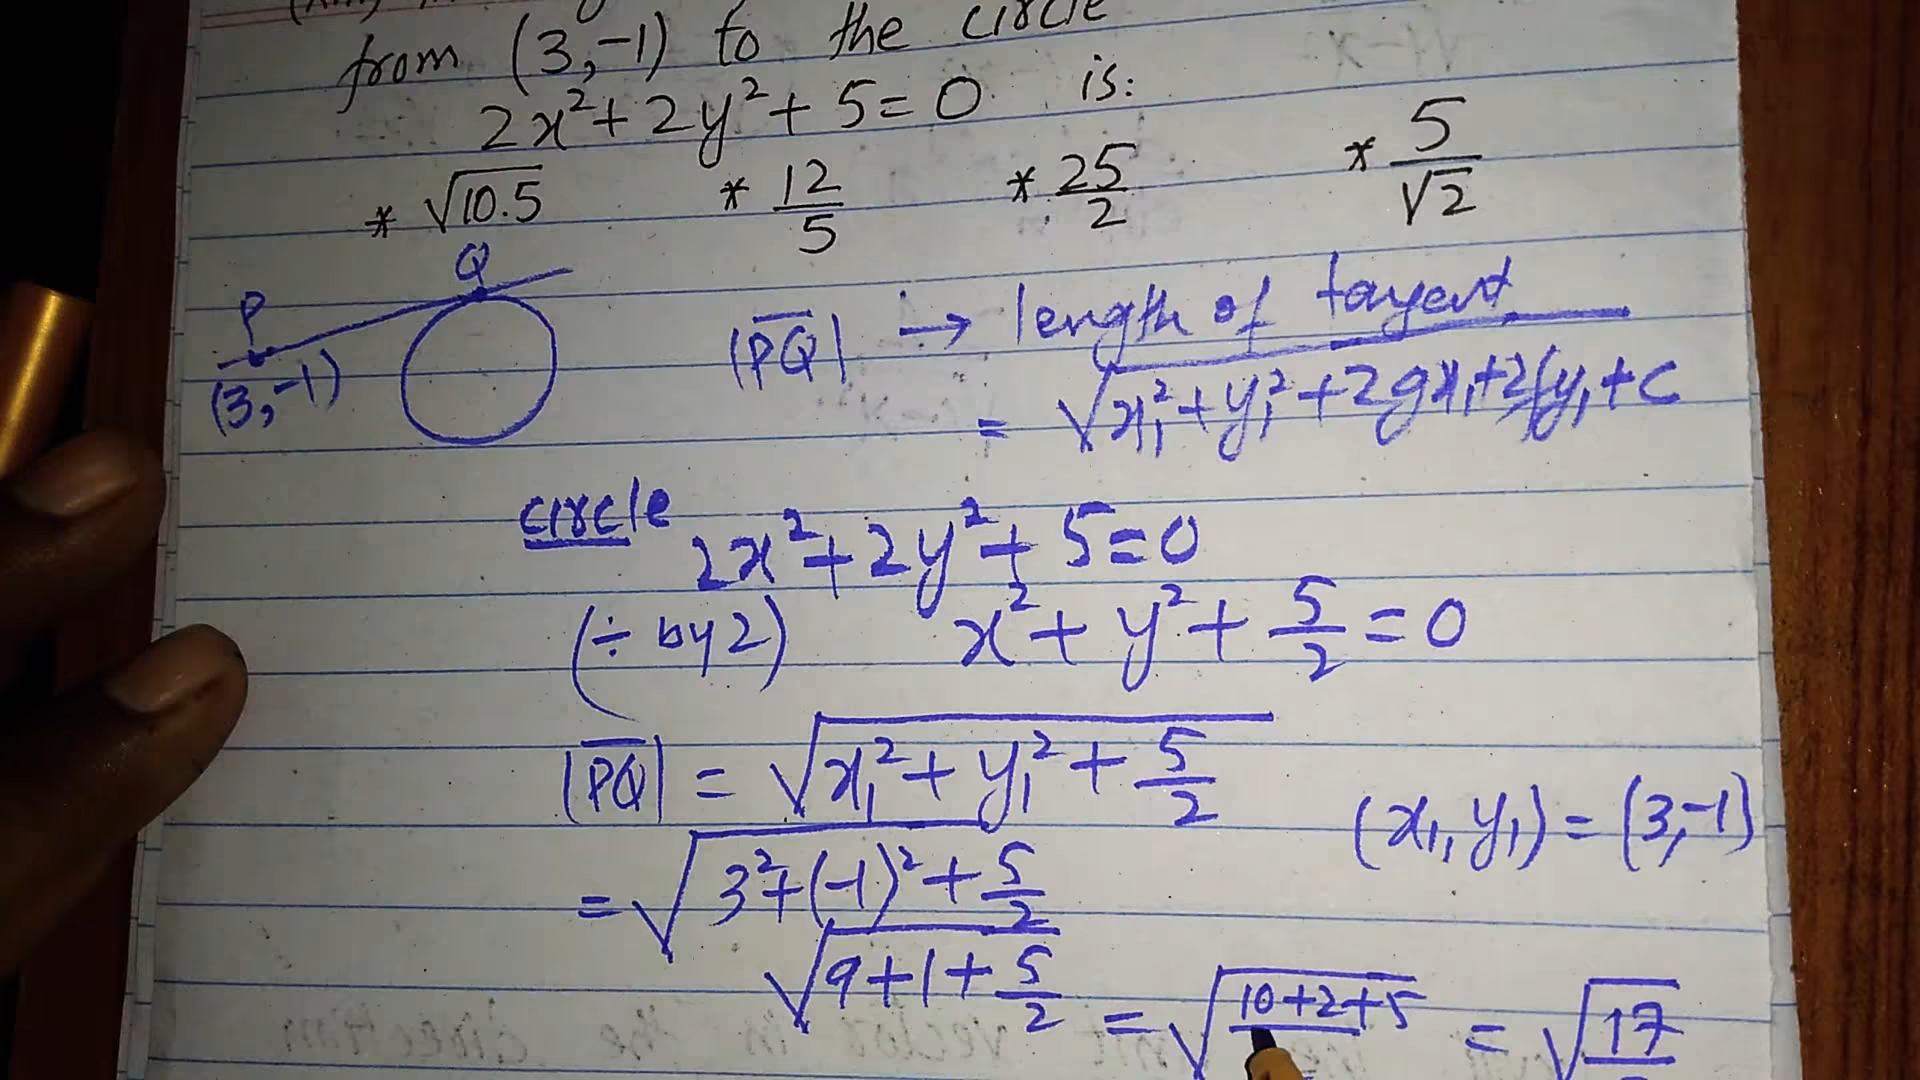 from (3,-1) to the circle
2x²+2y²+5=0 is:
* √10.5 * 12/5 * 25/2 * 5/√2
Q
P
(3,-1)
|PQ| → length of tangent
= √x₁²+y₁²+2gx₁+2fy₁+c
circle
2x²+2y²+5=0
(÷ by 2) x²+y²+5/2=0
|PQ| = √x₁²+y₁²+5/2
(x₁,y₁)=(3,-1)
=√3²+(-1)²+5/2
√9+1+5/2 = √10+2+5 = √17